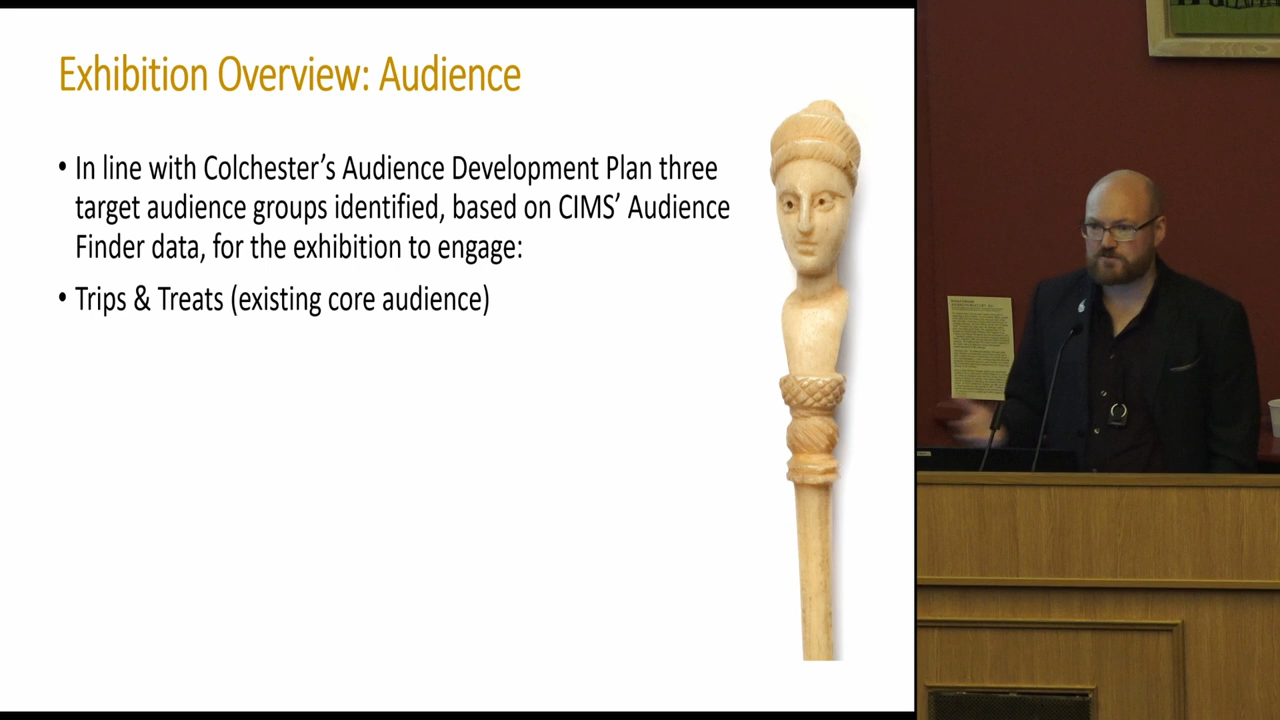 Exhibition Overview: Audience
• In line with Colchester’s Audience Development Plan three
target audience groups identified, based on CIMS’ Audience
Finder data, for the exhibition to engage:
• Trips & Treats (existing core audience)